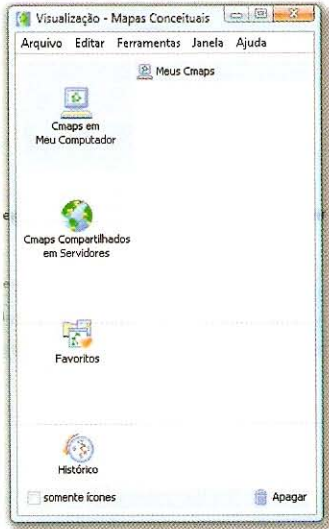 Visualização - Mapas Conceituais
Arquivo Editar Ferramentas Janela Ajuda
Meus Cmaps
Cmaps em
Meu Computador
Cmaps Compartilhados
em Servidores
Favoritos
Histórico
somente ícones
Apagar